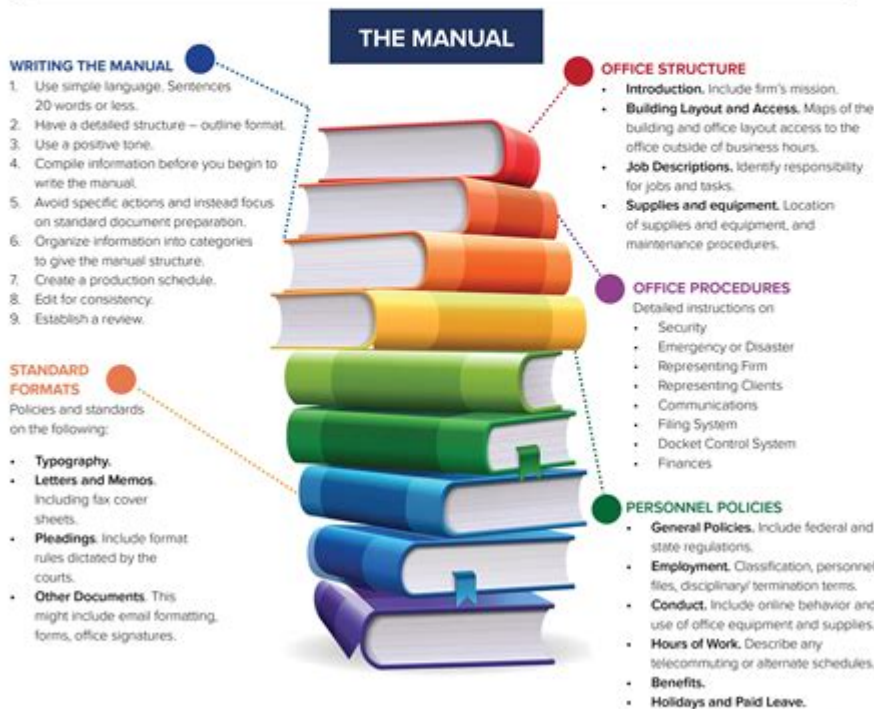 THE MANUAL
WRITING THE MANUAL
1. Use simple language. Sentences
20 words or less.
2. Have a detailed structure – outline format.
3. Use a positive tone.
4. Compile information before you begin to
write the manual.
5. Avoid specific actions and instead focus
on standard document preparation.
6. Organize information into categories
to give the manual structure.
7. Create a production schedule.
8. Edit for consistency.
9. Establish a review.
STANDARD
FORMATS
Policies and standards
on the following:
• Typography.
• Letters and Memos.
Including fax cover
sheets.
• Pleadings. Include format
rules dictated by the
courts.
• Other Documents. This
might include email formatting,
forms, office signatures.
OFFICE STRUCTURE
• Introduction. Include firm's mission.
• Building Layout and Access. Maps of the
building and office layout access to the
office outside of business hours.
• Job Descriptions. Identify responsibility
for jobs and tasks.
• Supplies and equipment. Location
of supplies and equipment, and
maintenance procedures.
OFFICE PROCEDURES
Detailed instructions on
• Security
• Emergency or Disaster
• Representing Firm
• Representing Clients
• Communications
• Filing System
• Docket Control System
• Finances
PERSONNEL POLICIES
• General Policies. Include federal and
state regulations.
• Employment. Classification, personnel
files, disciplinary/ termination terms.
• Conduct. Include online behavior and
use of office equipment and supplies.
• Hours of Work. Describe any
telecommuting or alternate schedules.
• Benefits.
• Holidays and Paid Leave.